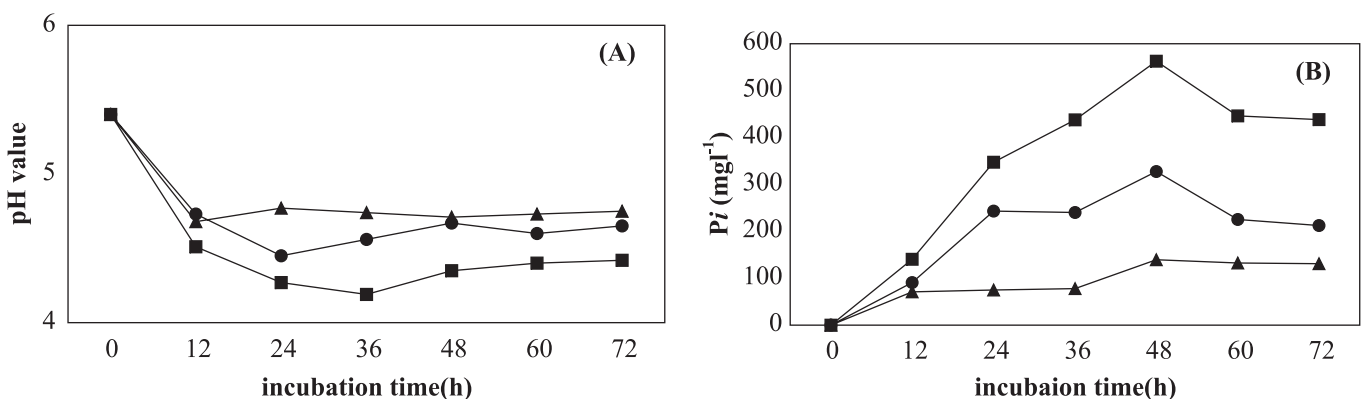 6
5
4
pH value
(A)
0 12 24 36 48 60 72
incubation time(h)
600
500
400
300
200
100
0
Pi (mgl-1)
(B)
0 12 24 36 48 60 72
incubaion time(h)